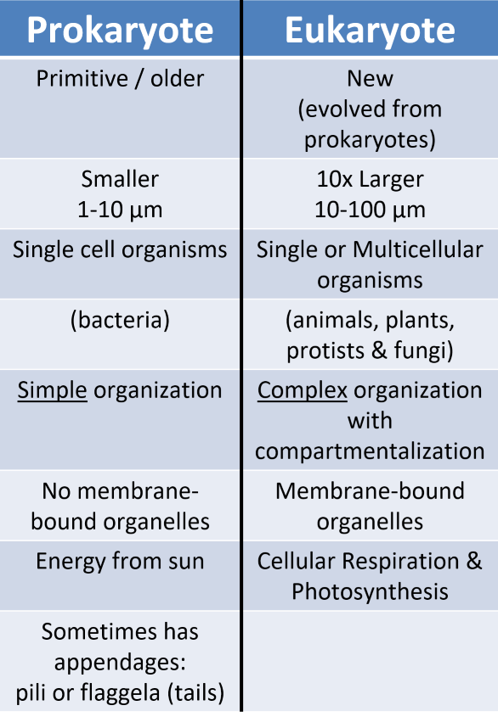 Prokaryote
Eukaryote
Primitive / older
New
(evolved from
prokaryotes)
Smaller
1-10 µm
10x Larger
10-100 µm
Single cell organisms
Single or Multicellular
organisms
(bacteria)
(animals, plants,
protists & fungi)
Simple organization
Complex organization
with
compartmentalization
No membrane-
bound organelles
Membrane-bound
organelles
Energy from sun
Cellular Respiration &
Photosynthesis
Sometimes has
appendages:
pili or flaggela (tails)